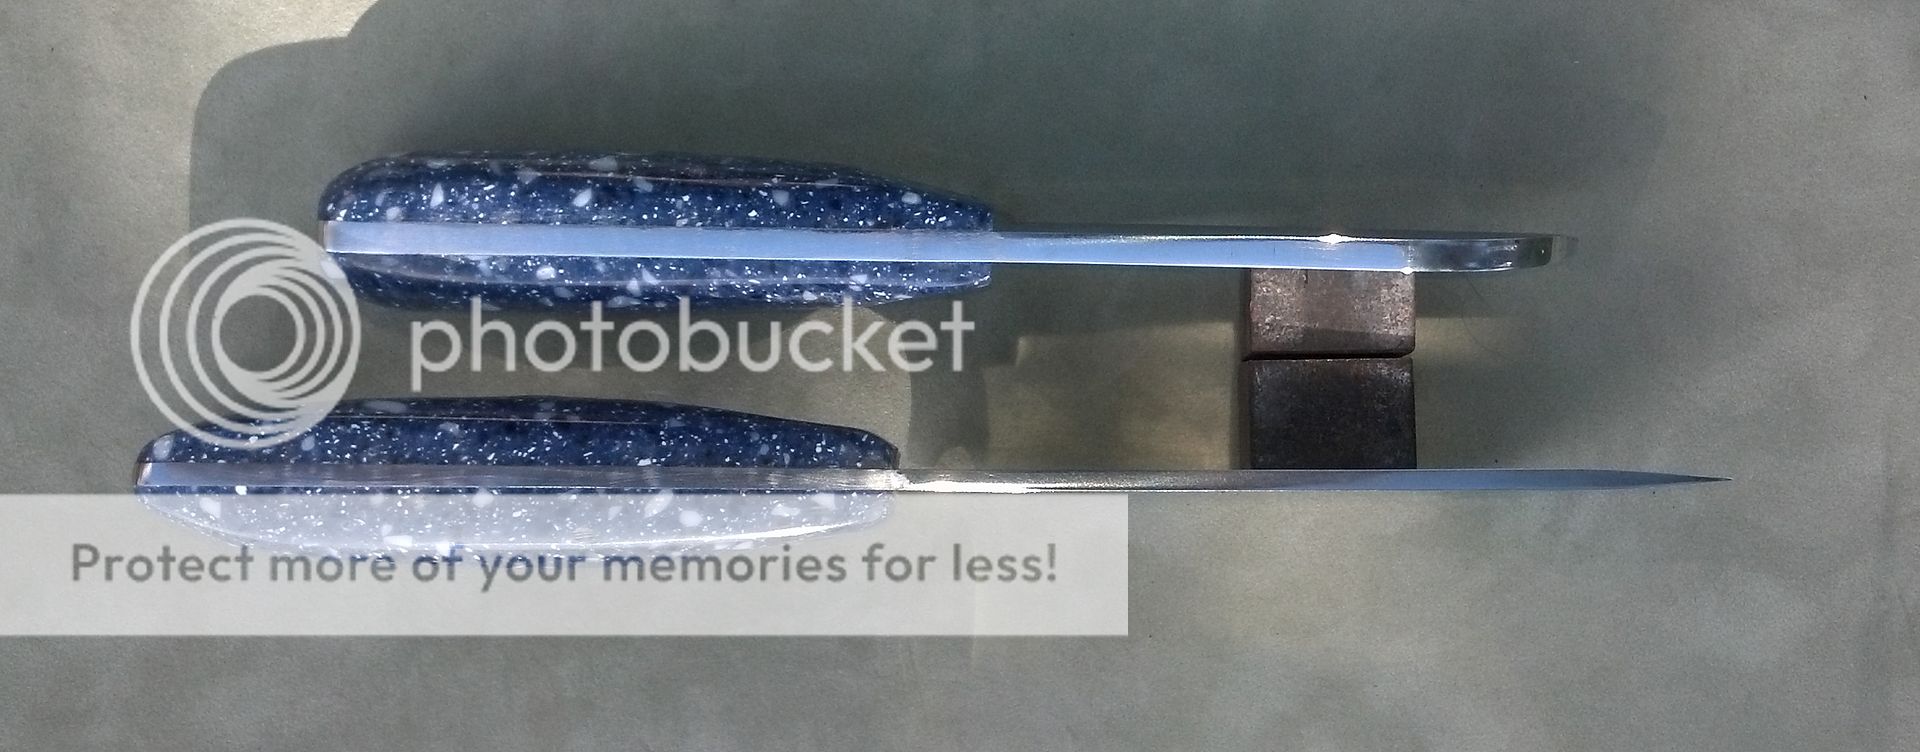 photobucket
Protect more of your memories for less!